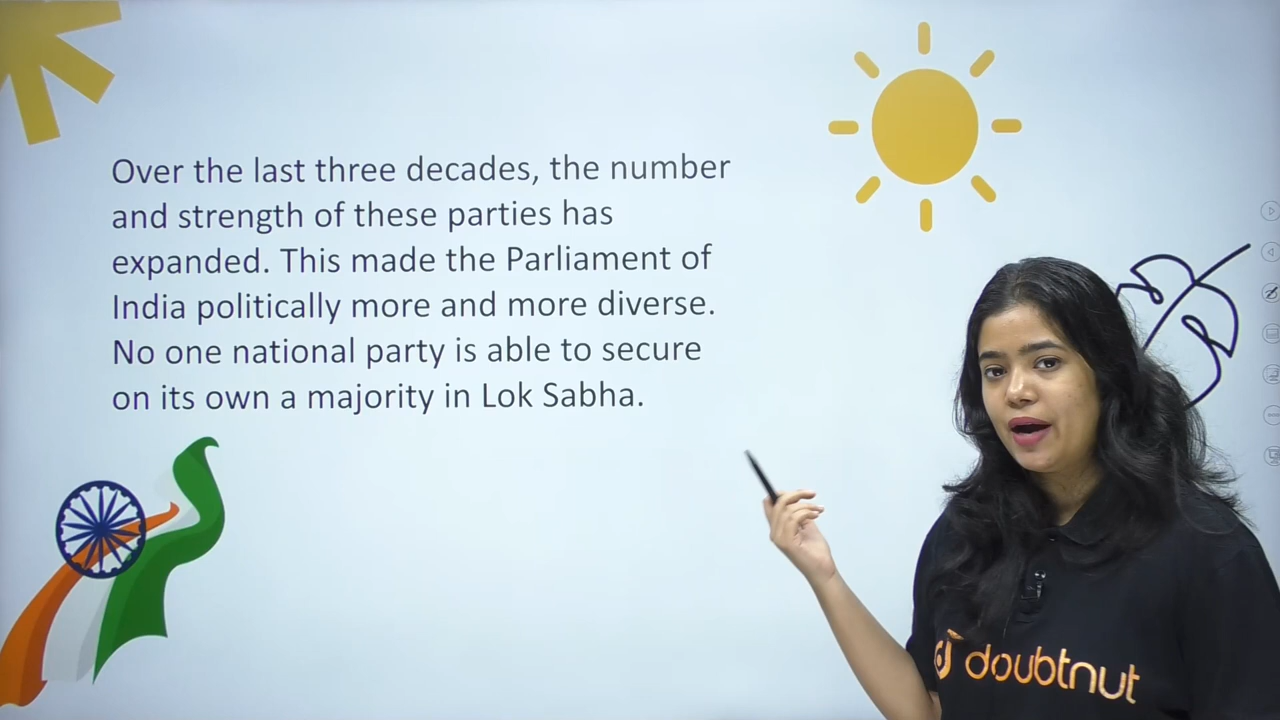 Over the last three decades, the number
and strength of these parties has
expanded. This made the Parliament of
India politically more and more diverse.
No one national party is able to secure
on its own a majority in Lok Sabha.
doubtnut